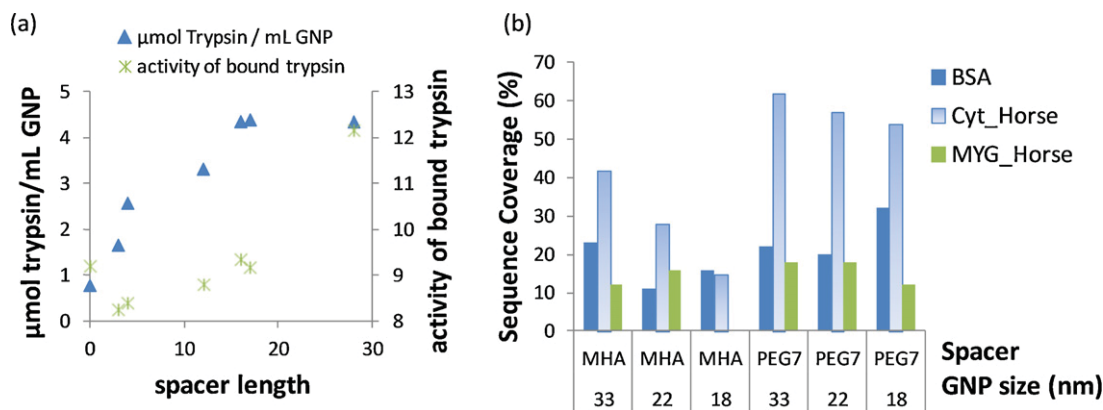 (a)
µmol Trypsin / mL GNP
activity of bound trypsin
µmol trypsin/mL GNP
5
4
3
2
1
0
13
12
11
10
9
8
activity of bound trypsin
0 10 20 30
spacer length
(b)
Sequence Coverage (%)
70
60
50
40
30
20
10
0
BSA
Cyt_Horse
MYG_Horse
MHA MHA MHA PEG7 PEG7 PEG7 Spacer
33 22 18 33 22 18 GNP size (nm)